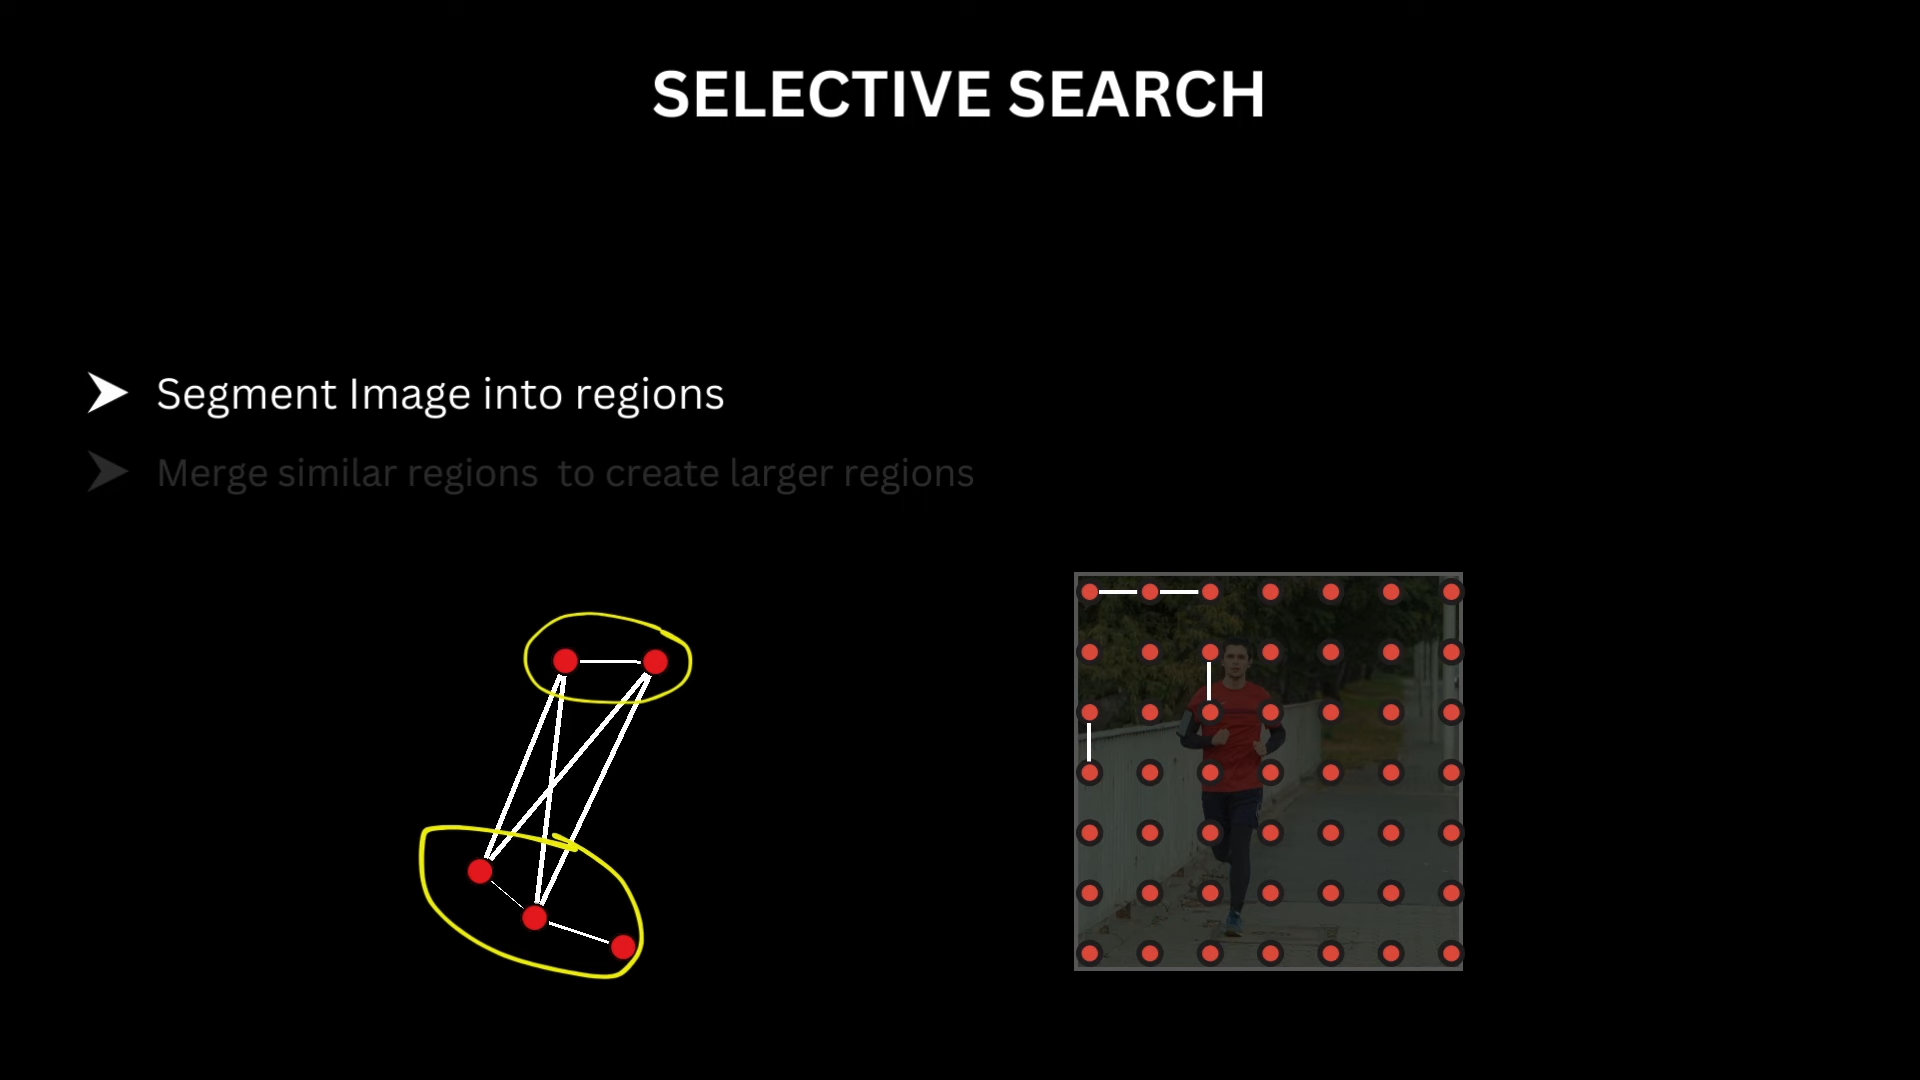 SELECTIVE SEARCH
Segment Image into regions
Merge similar regions to create larger regions